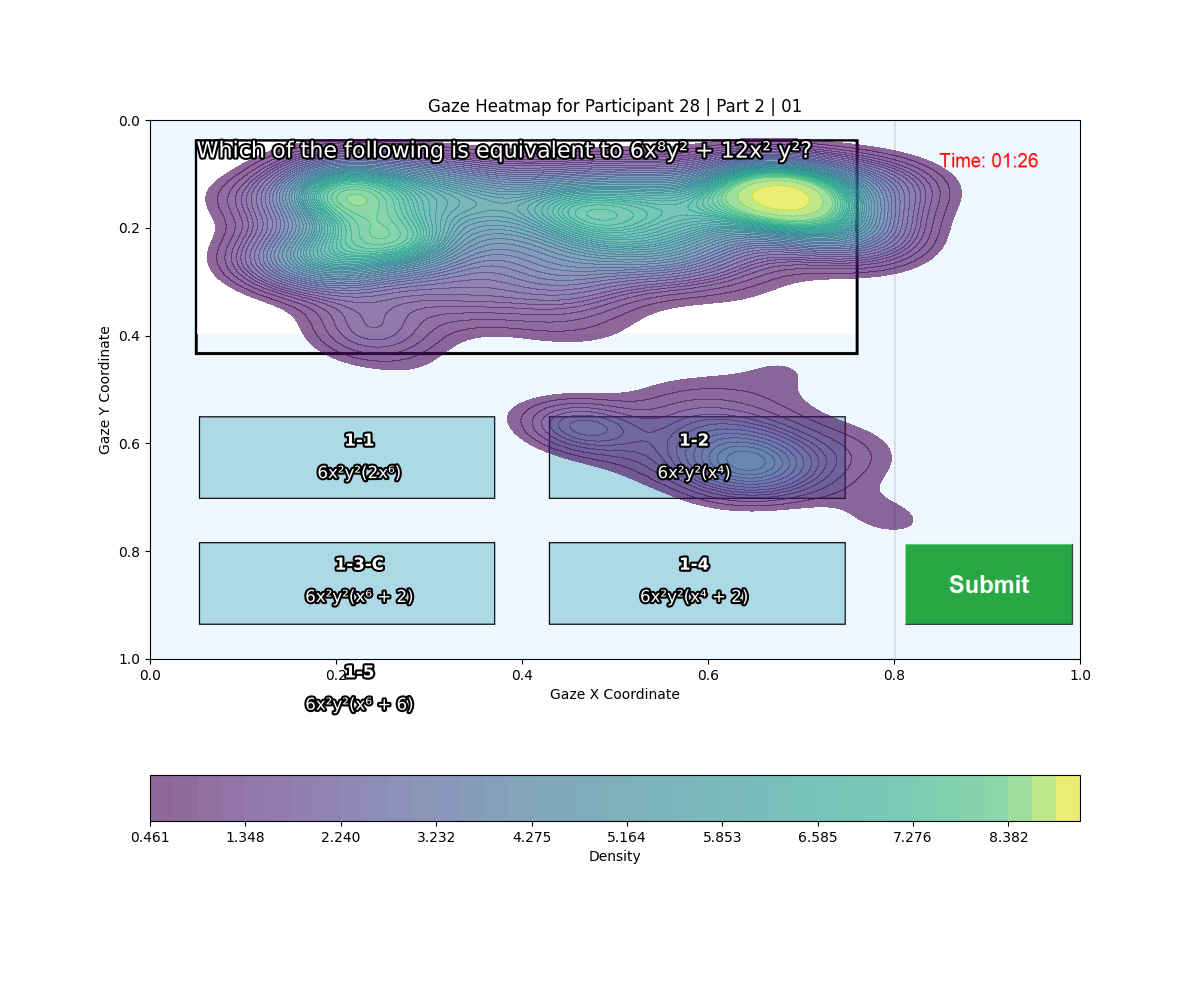 Gaze Heatmap for Participant 28 | Part 2 | 01
Which of the following is equivalent to 6x⁸y² + 12x² y²?
Time: 01:26
0.0
0.2
0.4
0.6
0.8
1.0
Gaze Y Coordinate
1-1
6x²y²(2x⁶)
1-2
6x²y²(x⁴)
1-3-C
6x²y²(x⁶ + 2)
1-4
6x²y²(x⁴ + 2)
Submit
0.0 0.2 0.4 0.6 0.8 1.0
1-5
6x²y²(x⁶ + 6)
Gaze X Coordinate
0.461 1.348 2.240 3.232 4.275 5.164 5.853 6.585 7.276 8.382
Density